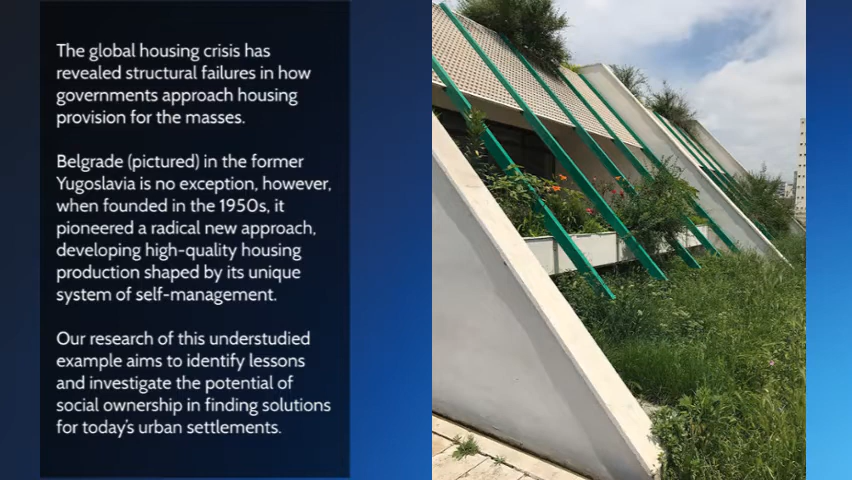 The global housing crisis has
revealed structural failures in how
governments approach housing
provision for the masses.
Belgrade (pictured) in the former
Yugoslavia is no exception, however,
when founded in the 1950s, it
pioneered a radical new approach,
developing high-quality housing
production shaped by its unique
system of self-management.
Our research of this understudied
example aims to identify lessons
and investigate the potential of
social ownership in finding solutions
for today's urban settlements.